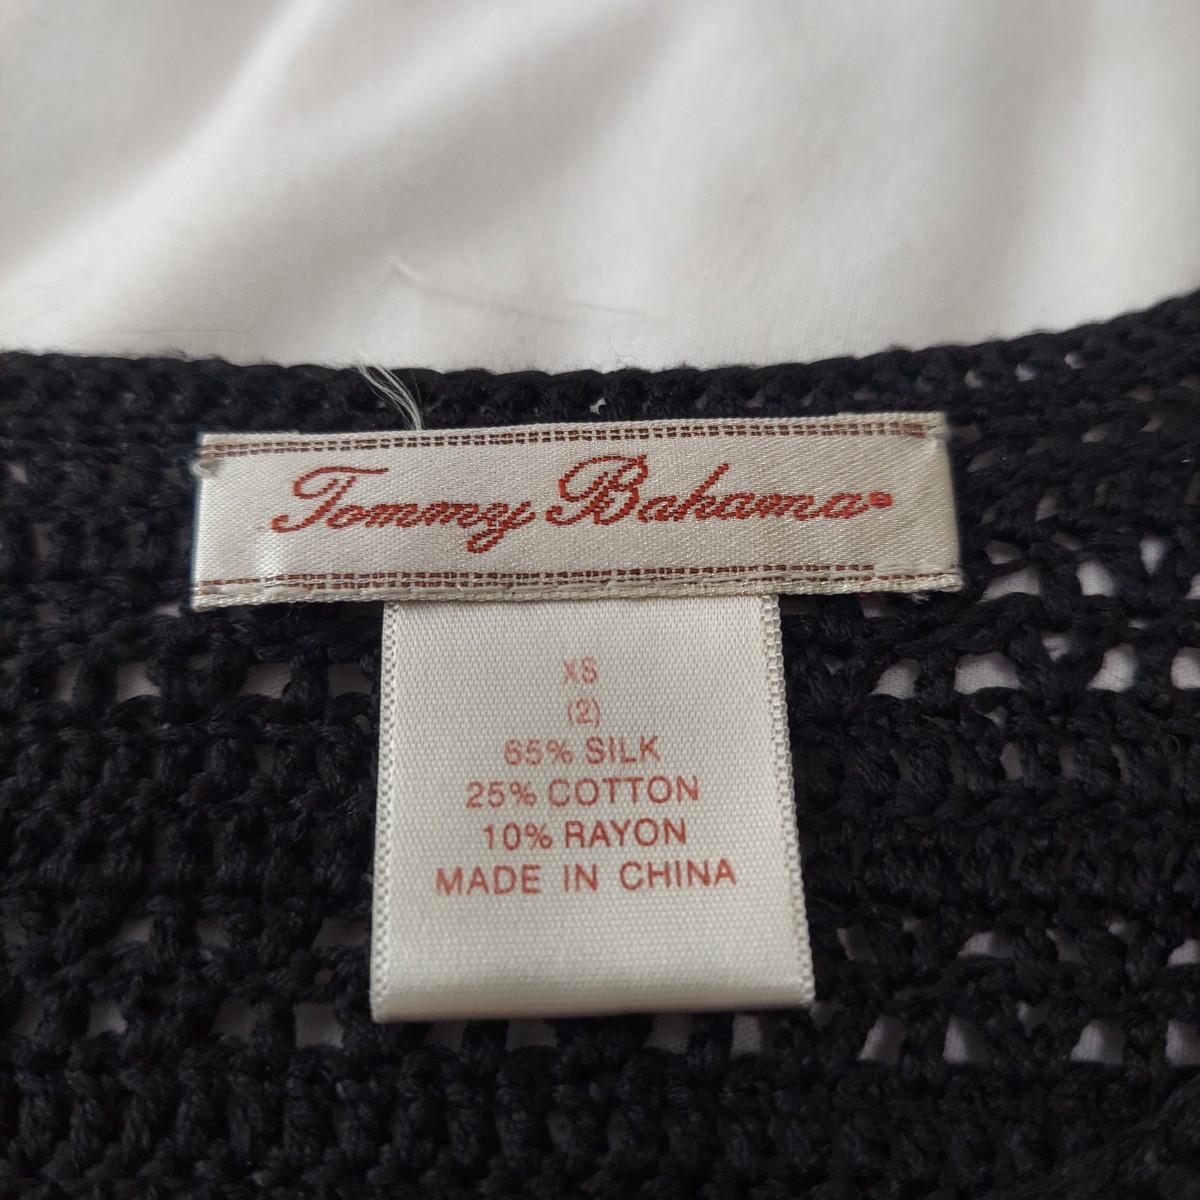 Tommy Bahama®
XS
(2)
65% SILK
25% COTTON
10% RAYON
MADE IN CHINA